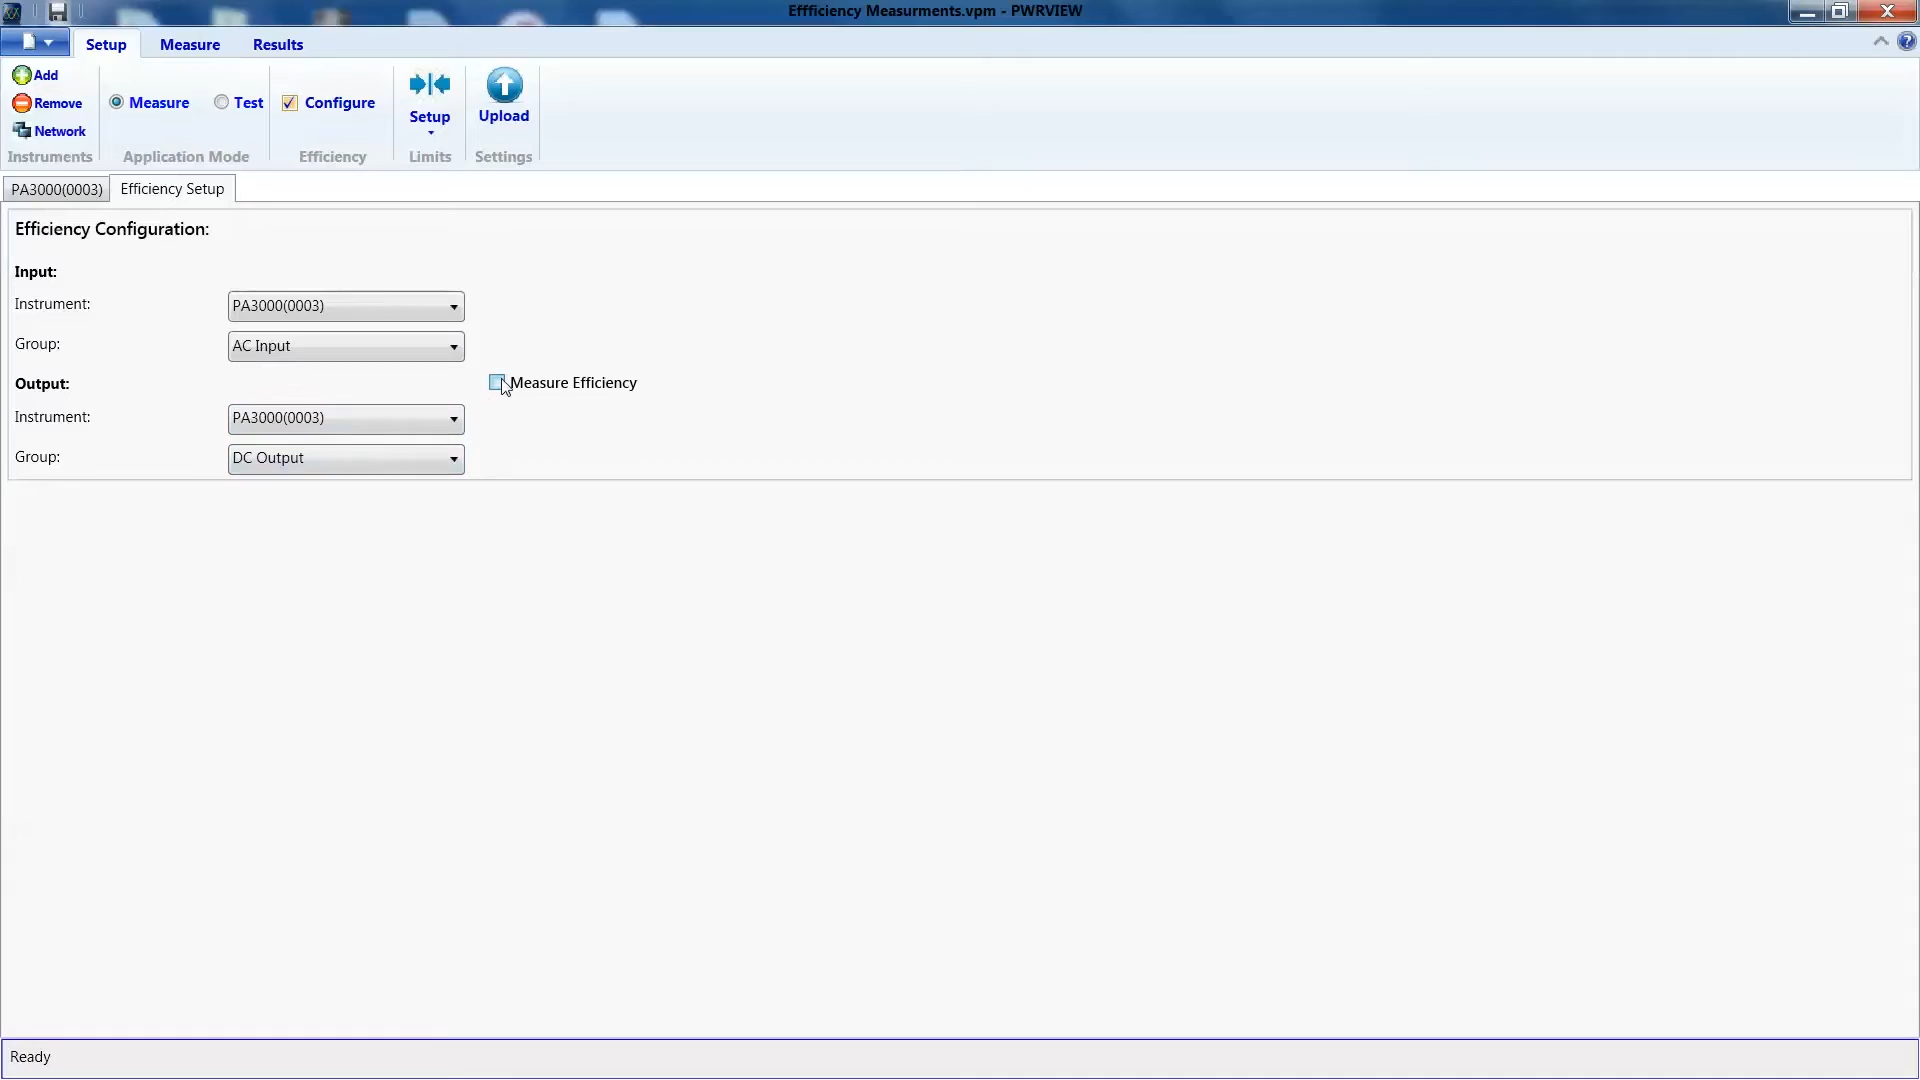 Effficiency Measurments.vpm - PWRVIEW
Setup Measure Results
Add
Remove
Network
Instruments
Measure Test
Application Mode
Configure
Efficiency
Setup
Limits
Upload
Settings
PA3000(0003) Efficiency Setup
Efficiency Configuration:
Input:
Instrument: PA3000(0003)
Group: AC Input
Output: Measure Efficiency
Instrument: PA3000(0003)
Group: DC Output
Ready